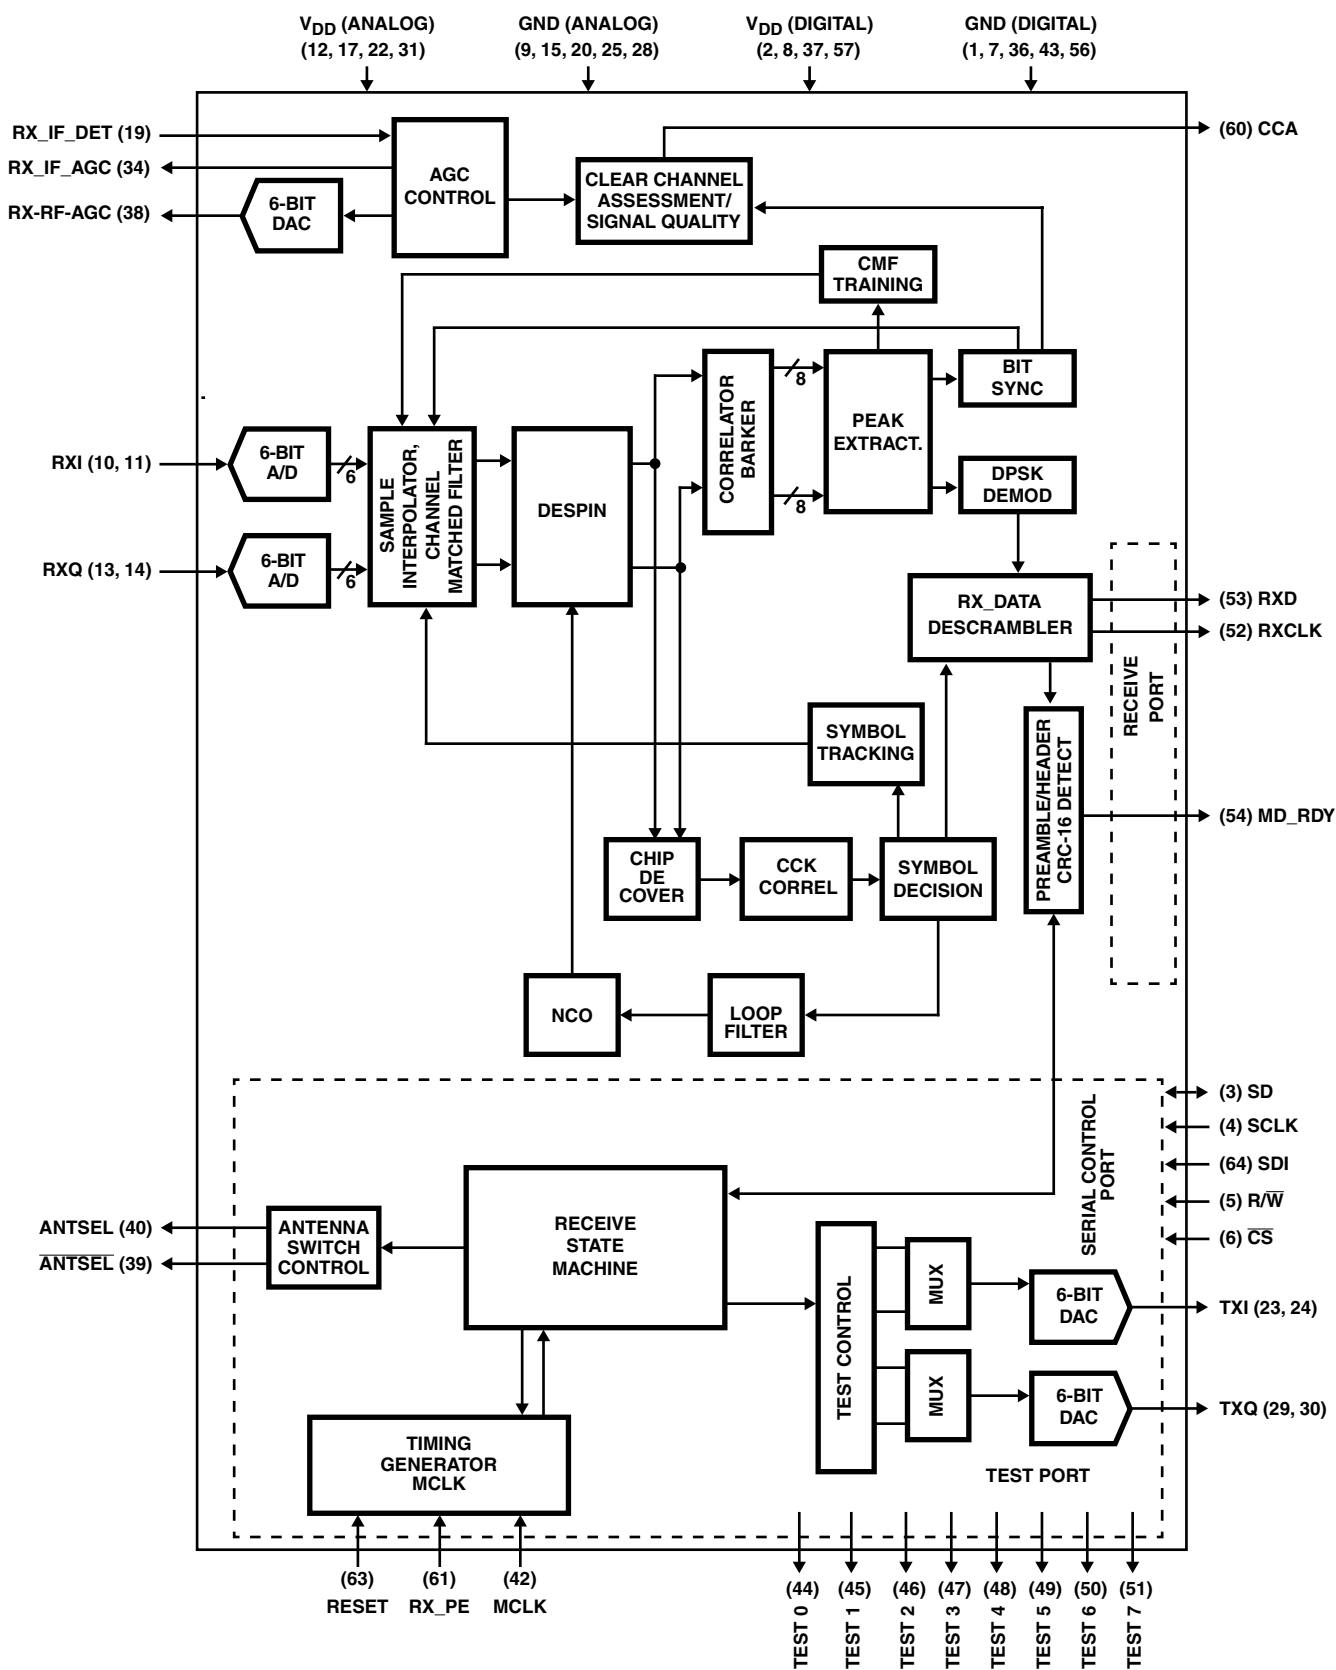 VDD (ANALOG)
(12, 17, 22, 31)
GND (ANALOG)
(9, 15, 20, 25, 28)
VDD (DIGITAL)
(2, 8, 37, 57)
GND (DIGITAL)
(1, 7, 36, 43, 56)
RX_IF_DET (19)
RX_IF_AGC (34)
RX-RF-AGC (38)
6-BIT
DAC
AGC
CONTROL
CLEAR CHANNEL
ASSESSMENT/
SIGNAL QUALITY
(60) CCA
CMF
TRAINING
RXI (10, 11)
6-BIT
A/D
6
RXQ (13, 14)
6-BIT
A/D
6
SAMPLE
INTERPOLATOR,
CHANNEL
MATCHED FILTER
DESPIN
CORRELATOR
BARKER
8
8
PEAK
EXTRACT.
BIT
SYNC
DPSK
DEMOD
RX_DATA
DESCRAMBLER
(53) RXD
(52) RXCLK
RECEIVE
PORT
SYMBOL
TRACKING
PREAMBLE/HEADER
CRC-16 DETECT
(54) MD_RDY
CHIP
DE
COVER
CCK
CORREL
SYMBOL
DECISION
NCO
LOOP
FILTER
SERIAL CONTROL
PORT
(3) SD
(4) SCLK
(64) SDI
(5) R/W̅
(6) C̅S̅
ANTSEL (40)
A̅N̅T̅S̅E̅L̅ (39)
ANTENNA
SWITCH
CONTROL
RECEIVE
STATE
MACHINE
TEST CONTROL
MUX
6-BIT
DAC
TXI (23, 24)
MUX
6-BIT
DAC
TXQ (29, 30)
TIMING
GENERATOR
MCLK
TEST PORT
(63)
RESET
(61)
RX_PE
(42)
MCLK
(44)
TEST 0
(45)
TEST 1
(46)
TEST 2
(47)
TEST 3
(48)
TEST 4
(49)
TEST 5
(50)
TEST 6
(51)
TEST 7